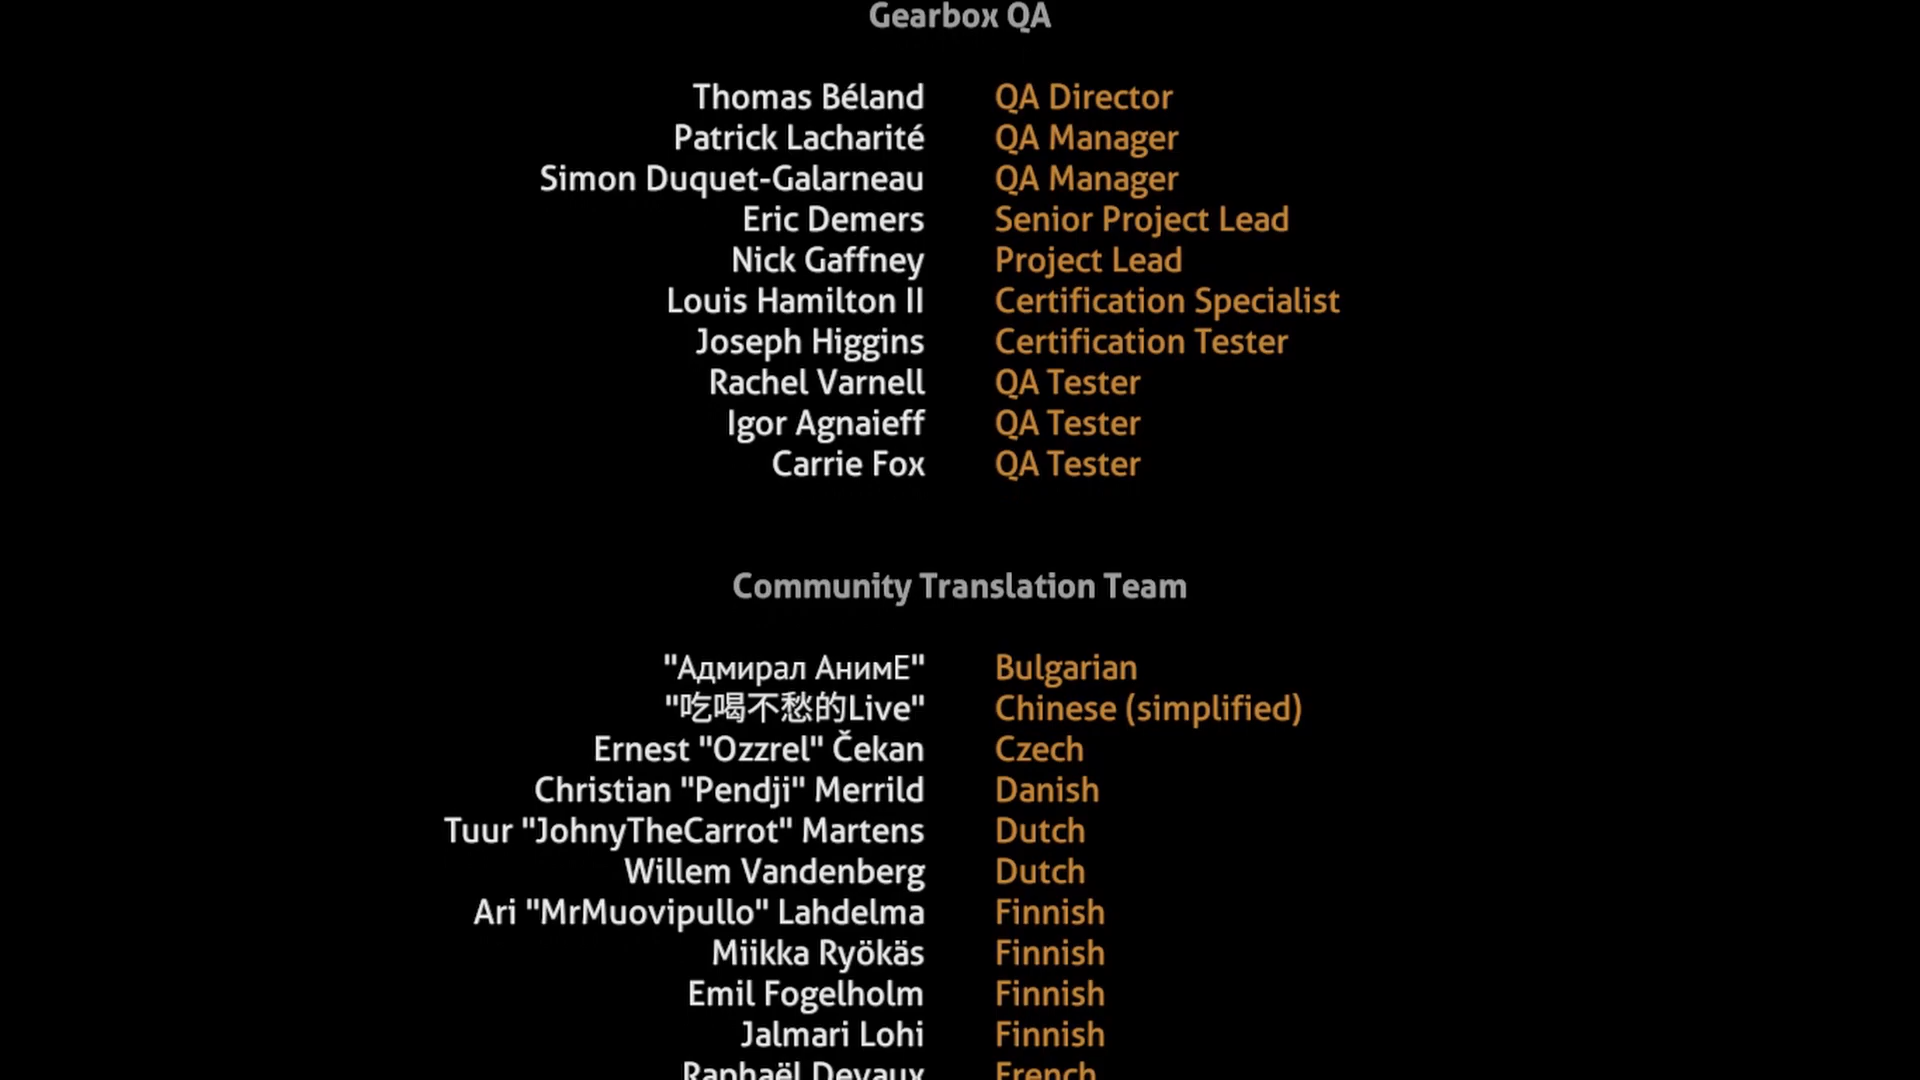 Gearbox QA
Thomas Béland QA Director
Patrick Lacharité QA Manager
Simon Duquet-Galarneau QA Manager
Eric Demers Senior Project Lead
Nick Gaffney Project Lead
Louis Hamilton II Certification Specialist
Joseph Higgins Certification Tester
Rachel Varnell QA Tester
Igor Agnaieff QA Tester
Carrie Fox QA Tester
Community Translation Team
"Адмирал АнимЕ" Bulgarian
"吃喝不愁的Live" Chinese (simplified)
Ernest "Ozzrel" Čekan Czech
Christian "Pendji" Merrild Danish
Tuur "JohnyTheCarrot" Martens Dutch
Willem Vandenberg Dutch
Ari "MrMuovipullo" Lahdelma Finnish
Miikka Ryökäs Finnish
Emil Fogelholm Finnish
Jalmari Lohi Finnish
Raphaël Devaux French